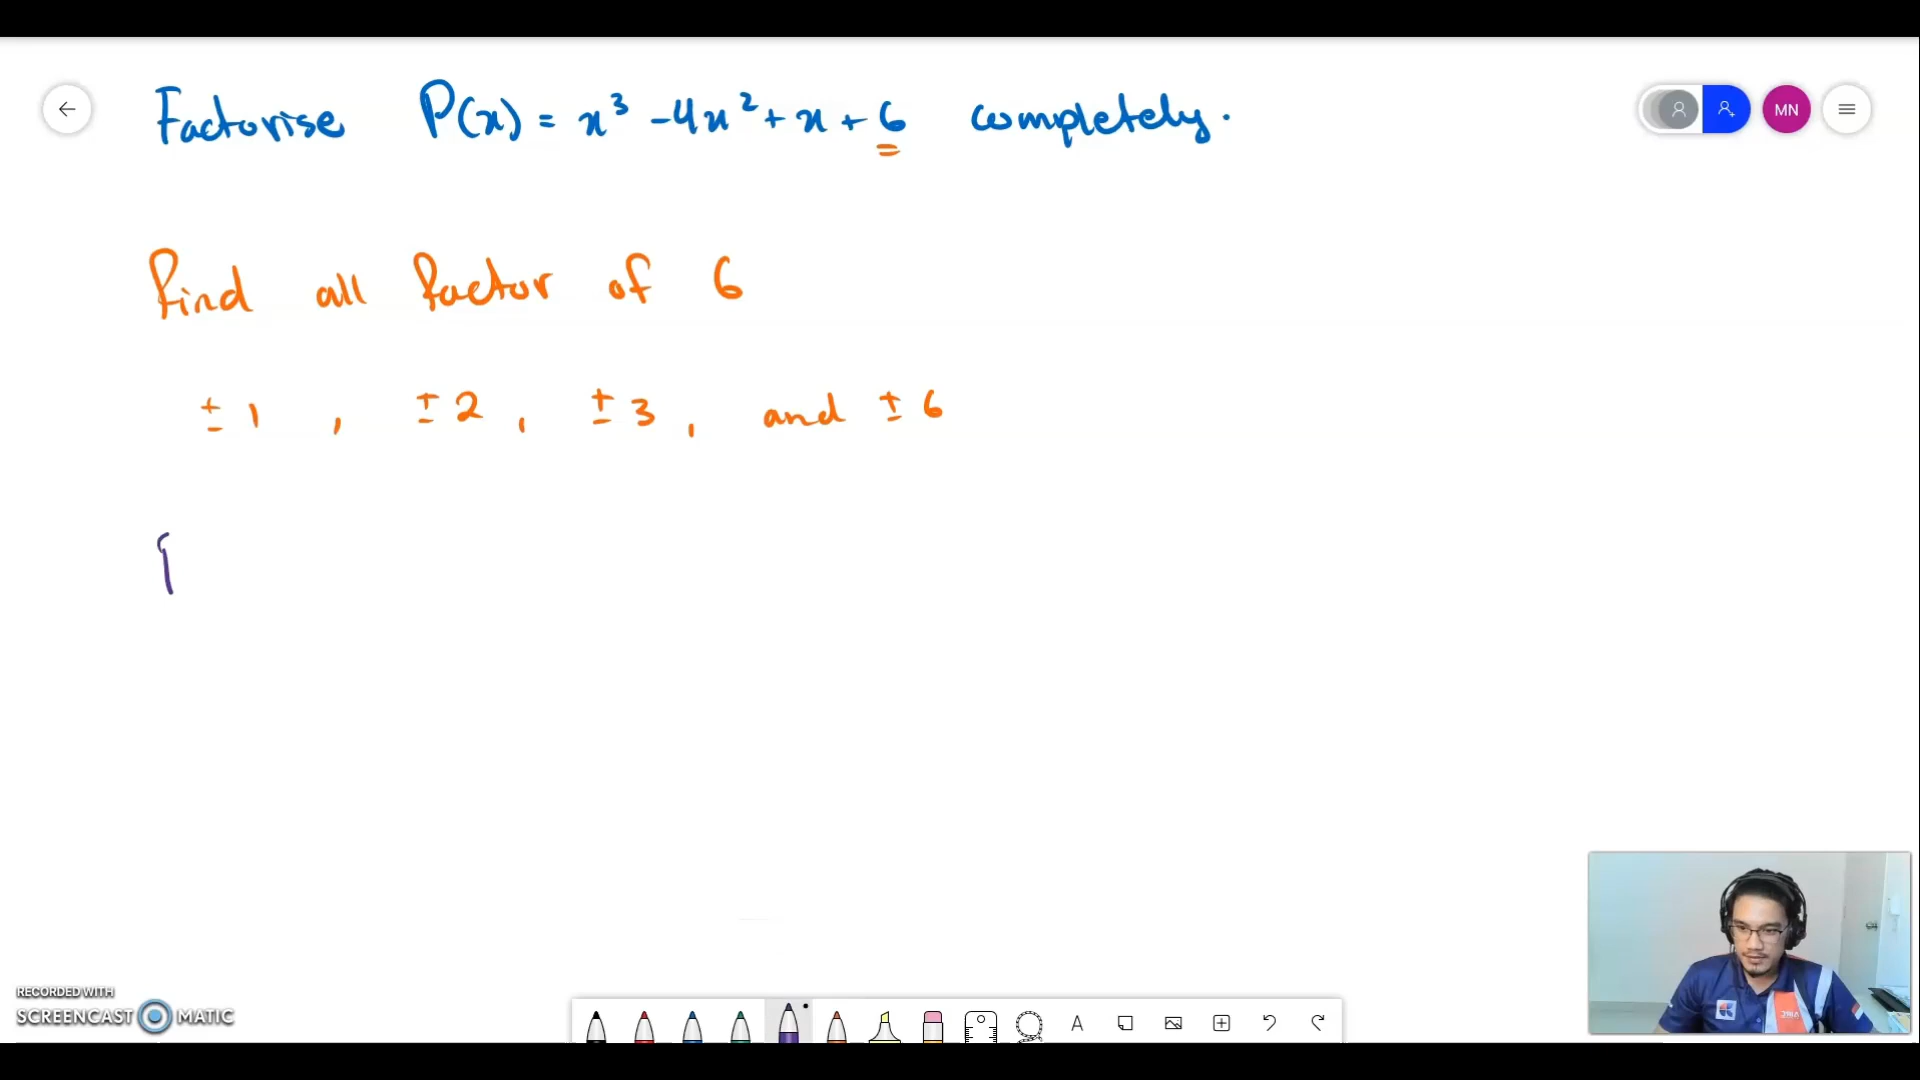 Factorise P(x) = x³ -4x² + x + 6 completely.
MN
find all factor of 6
± 1 , ± 2 , ± 3 , and ± 6
RECORDED WITH
SCREENCAST MATIC
A